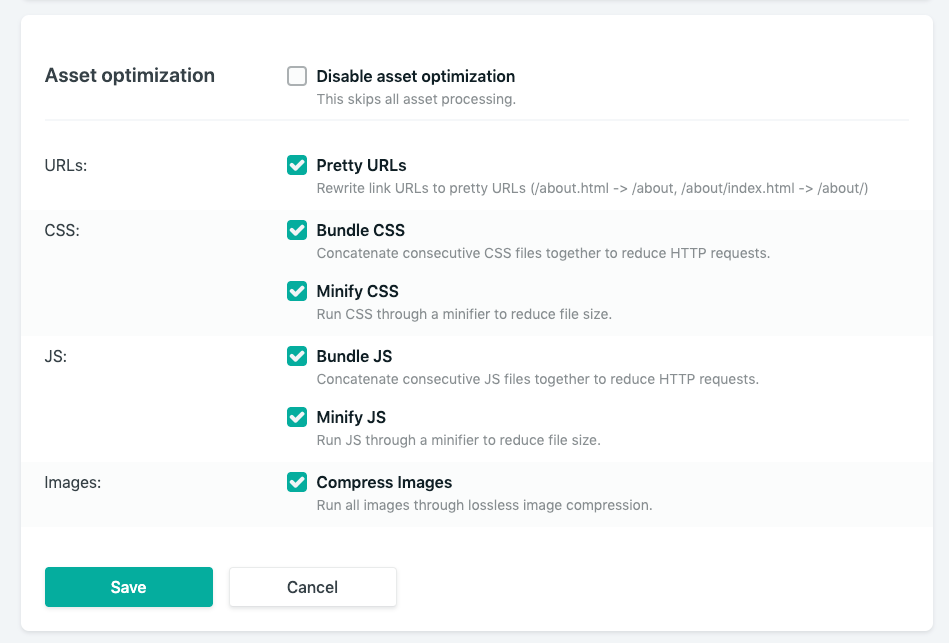 Asset optimization
Disable asset optimization
This skips all asset processing.
URLs:
Pretty URLs
Rewrite link URLs to pretty URLs (/about.html -> /about, /about/index.html -> /about/)
CSS:
Bundle CSS
Concatenate consecutive CSS files together to reduce HTTP requests.
Minify CSS
Run CSS through a minifier to reduce file size.
JS:
Bundle JS
Concatenate consecutive JS files together to reduce HTTP requests.
Minify JS
Run JS through a minifier to reduce file size.
Images:
Compress Images
Run all images through lossless image compression.
Save
Cancel